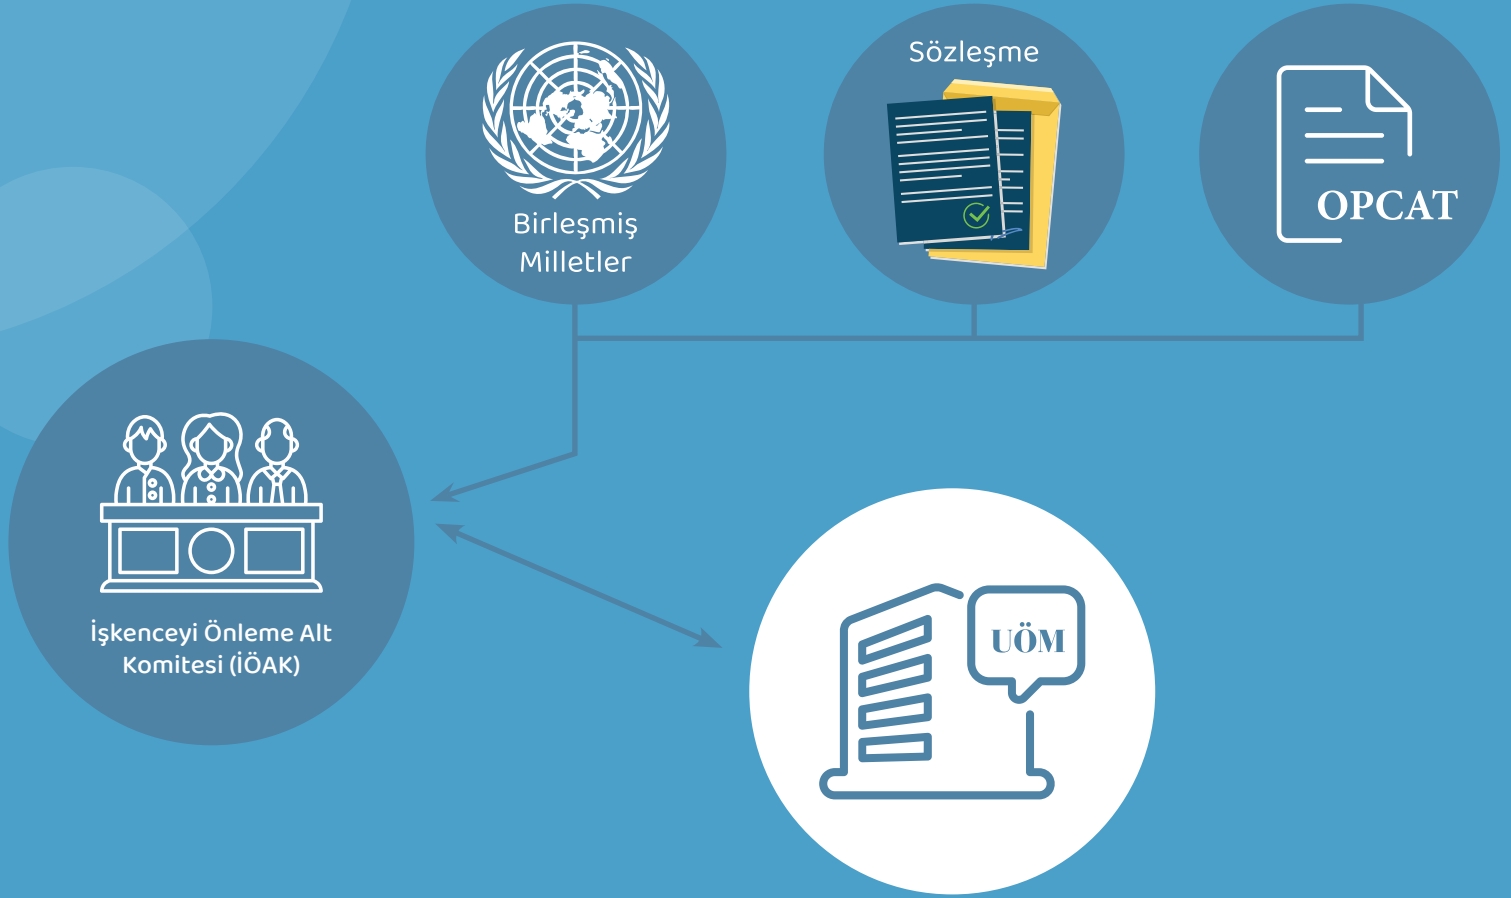 Birleşmiş
Milletler
Sözleşme
OPCAT
İşkenceyi Önleme Alt
Komitesi (İÖAK)
UÖM